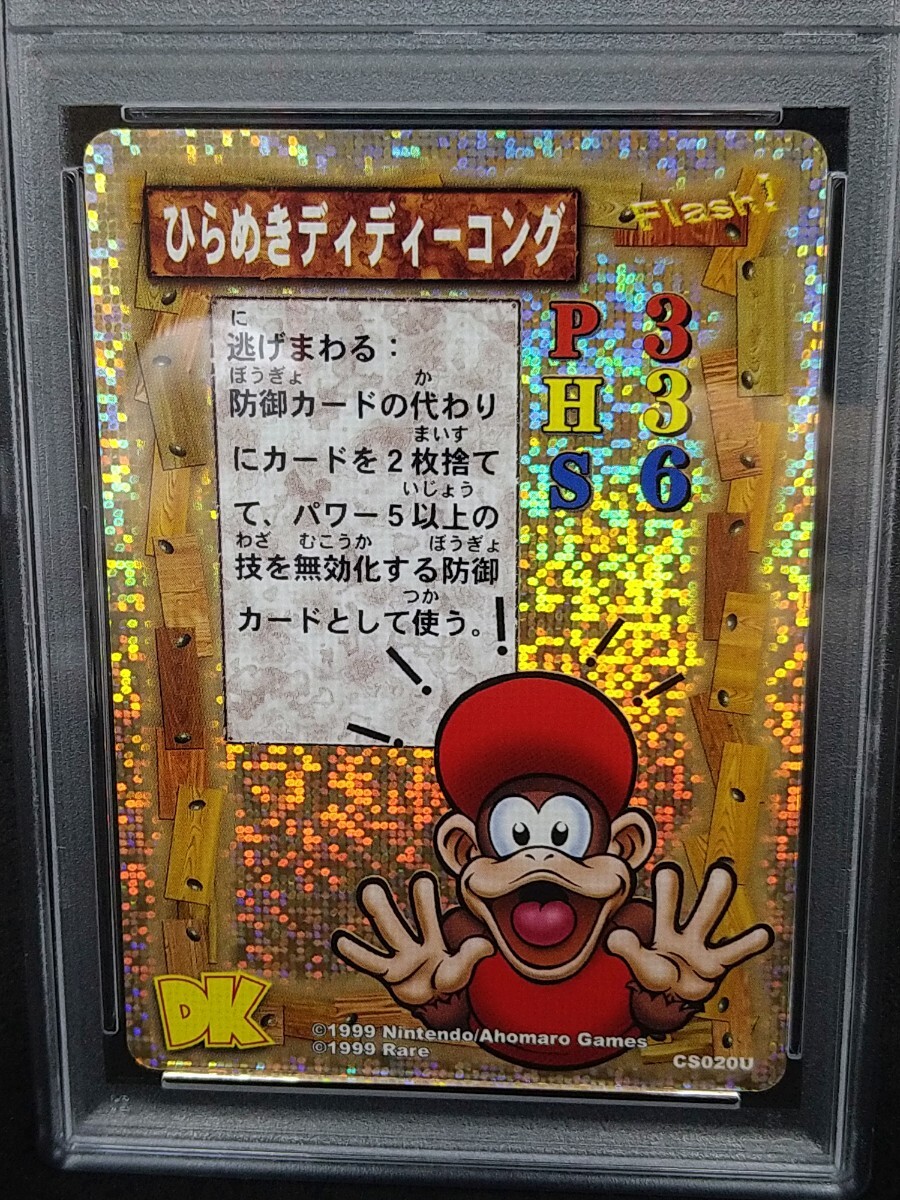 ひらめきディディーコング
Flash!
に
逃げまわる：
ぼうぎょ か
防御カードの代わり
まいす
にカードを2枚捨て
いじょう
て、パワー5以上の
わざ むこうか ぼうぎょ
技を無効化する防御
つか
カードとして使う。
P 3
H 3
S 6
DK
©1999 Nintendo/Ahomaro Games
©1999 Rare
CS020U